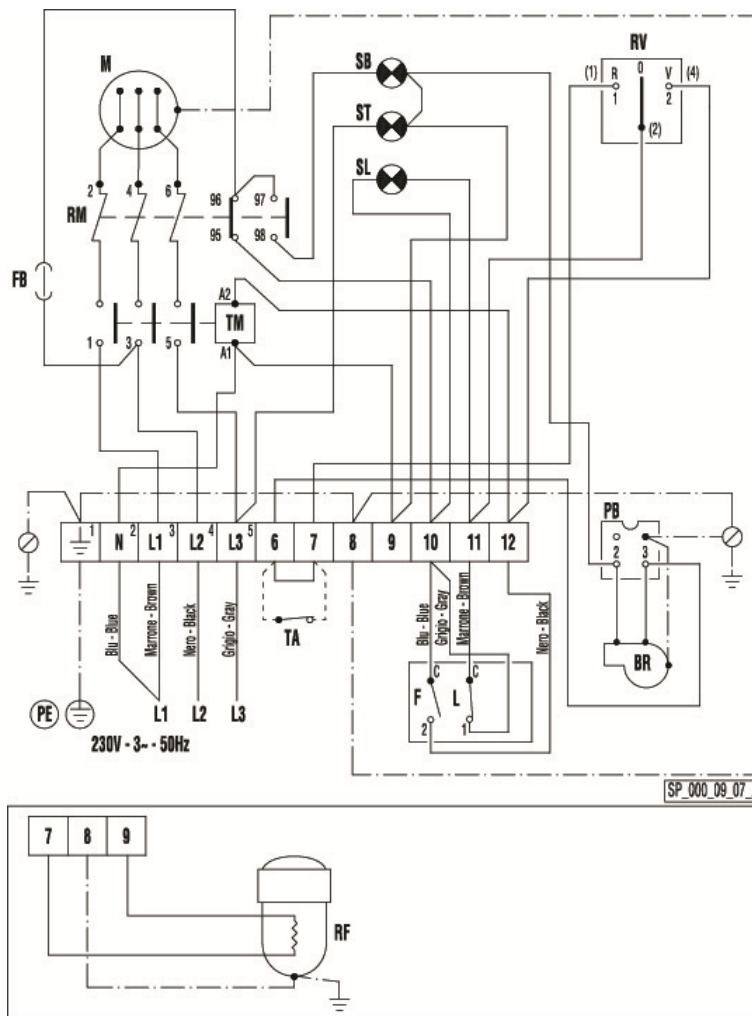 M
SB
RV
(1) R 0 V (4)
1 2
(2)
ST
SL
2 4 6
96 97
RM
95 98
FB
A2
TM
1 3 5
A1
PB
1 2 3 4 5
N L1 L2 L3 6 7 8 9 10 11 12
2 3
Blu - Blue
Marrone - Brown
Nero - Black
Grigio - Gray
TA
Blu - Blue
Grigio - Gray
Marrone - Brown
Nero - Black
BR
C C
F L
2 1
PE
L1 L2 L3
230V - 3~ - 50Hz
SP_000_09_07_
7 8 9
RF